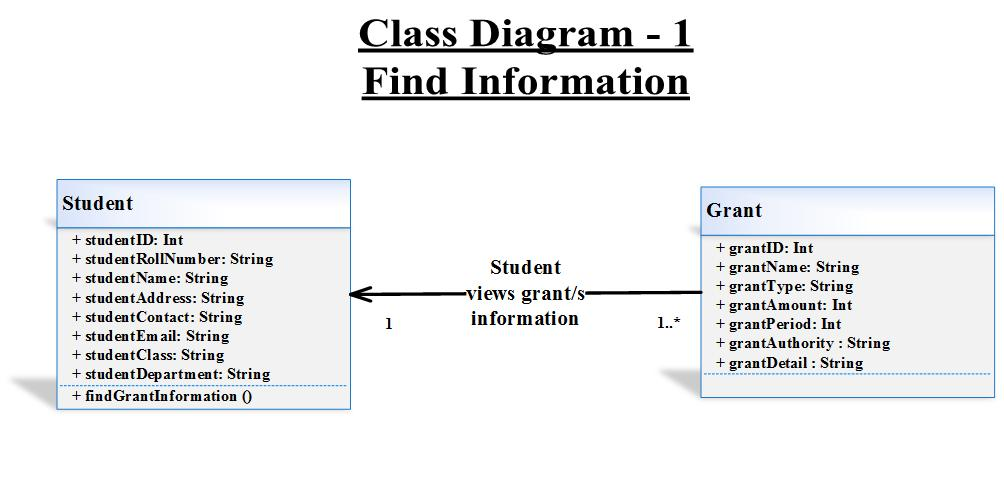 Class Diagram - 1
Find Information
Student
+ studentID: Int
+ studentRollNumber: String
+ studentName: String
+ studentAddress: String
+ studentContact: String
+ studentEmail: String
+ studentClass: String
+ studentDepartment: String
+ findGrantInformation ()
Student
views grant/s
information
1
1..*
Grant
+ grantID: Int
+ grantName: String
+ grantType: String
+ grantAmount: Int
+ grantPeriod: Int
+ grantAuthority : String
+ grantDetail : String